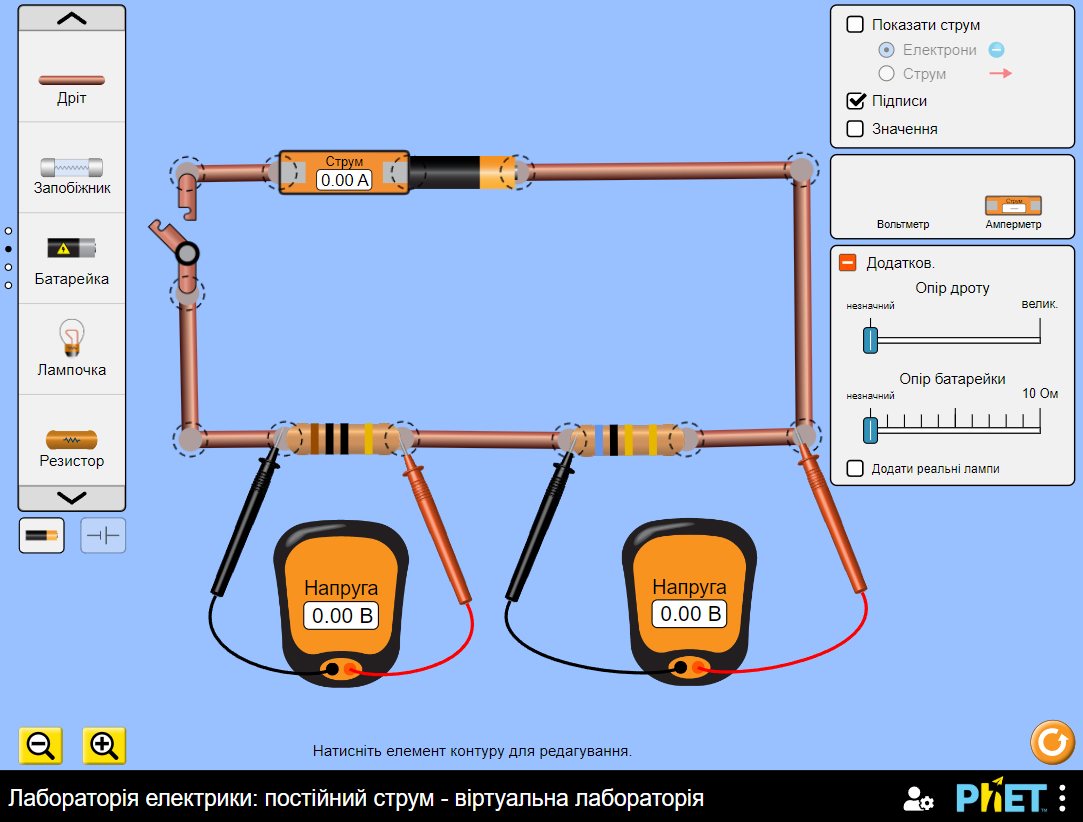 Дріт
Запобіжник
Батарейка
Лампочка
Резистор
Струм
0.00 А
Показати струм
Електрони
Струм
Підписи
Значення
Струм
Вольтметр
Амперметр
Додатков.
Опір дроту
незначний
велик.
Опір батарейки
незначний
10 Ом
Додати реальні лампи
Напруга
0.00 В
Напруга
0.00 В
Натисніть елемент контуру для редагування.
Лабораторія електрики: постійний струм - віртуальна лабораторія
PhET